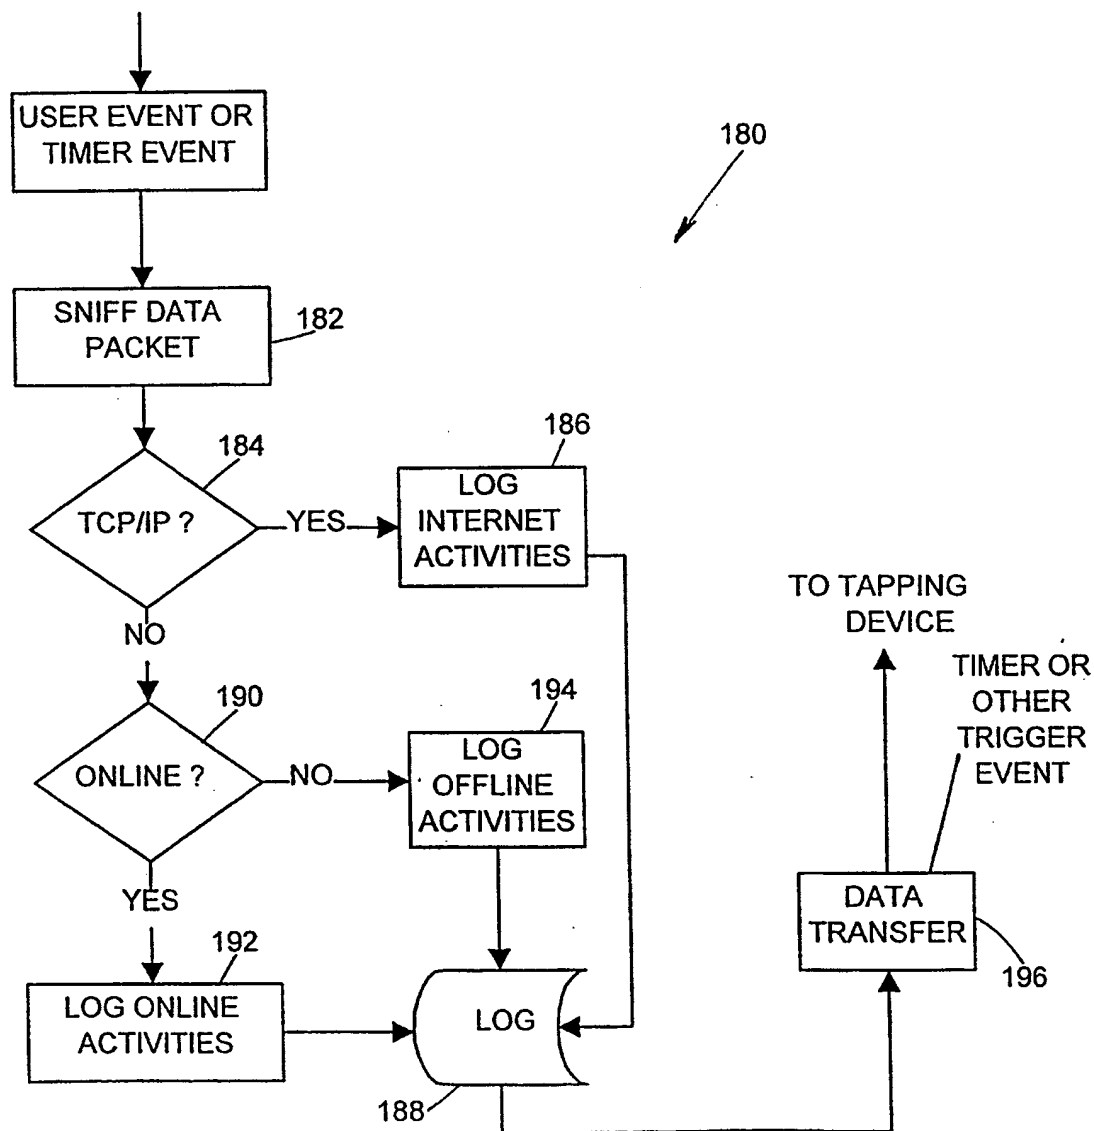 USER EVENT OR
TIMER EVENT
180
SNIFF DATA
PACKET
182
184
TCP/IP ?
YES
186
LOG
INTERNET
ACTIVITIES
NO
TO TAPPING
DEVICE
TIMER OR
OTHER
TRIGGER
EVENT
190
ONLINE ?
NO
194
LOG
OFFLINE
ACTIVITIES
YES
DATA
TRANSFER
196
192
LOG ONLINE
ACTIVITIES
LOG
188